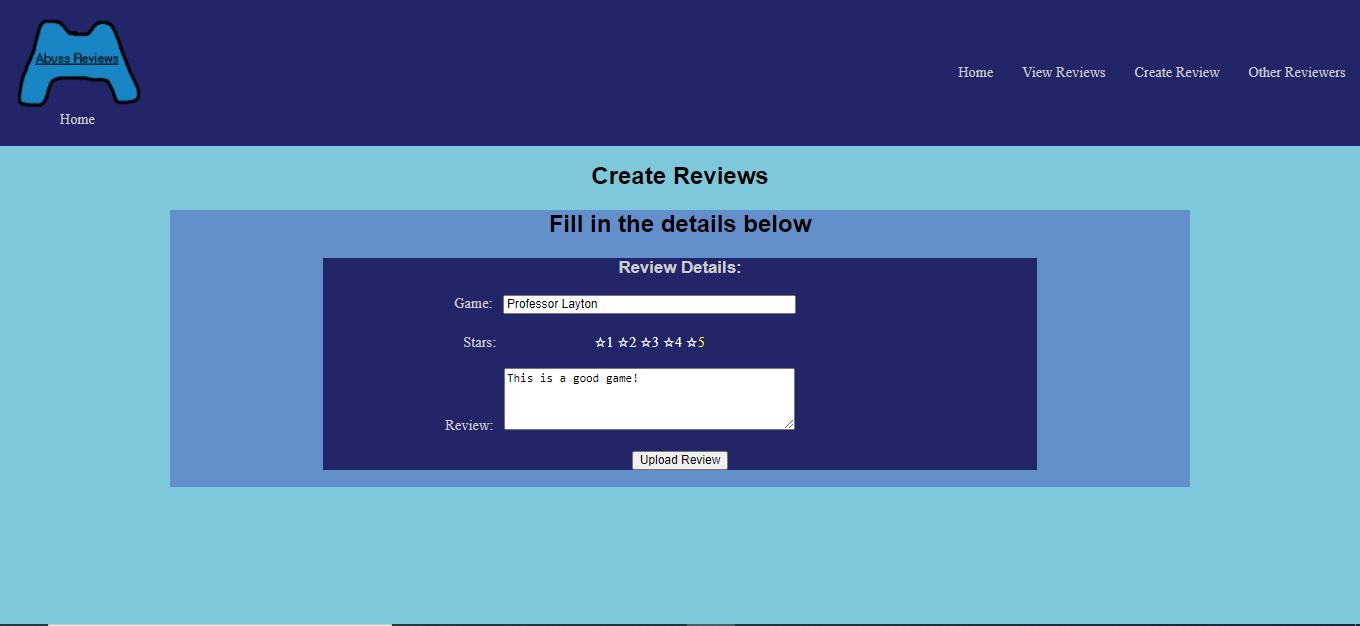 Abyss Reviews
Home
Home View Reviews Create Review Other Reviewers
Create Reviews
Fill in the details below
Review Details:
Game: Professor Layton
Stars: ☆1 ☆2 ☆3 ☆4 ☆5
This is a good game!
Review:
Upload Review